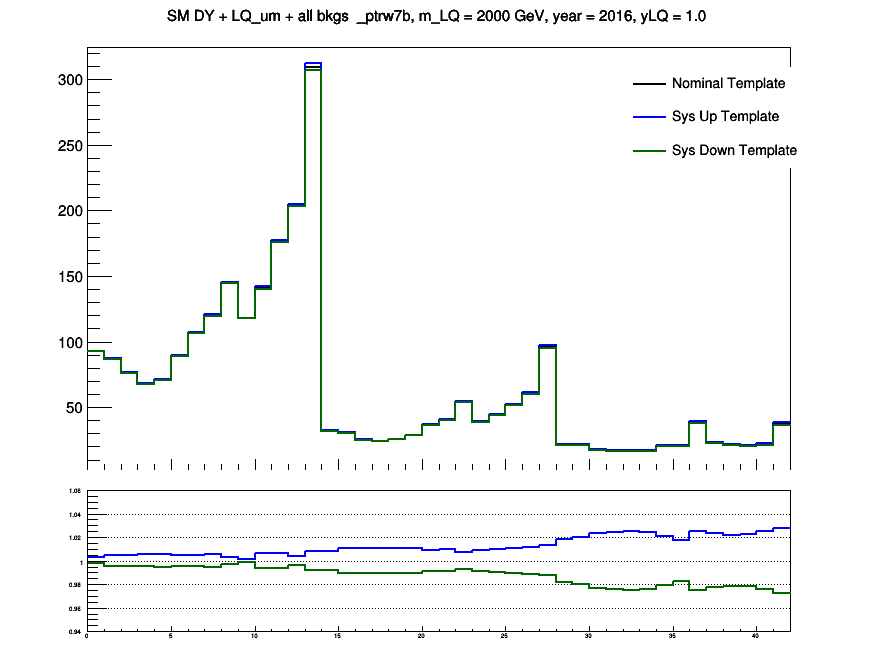 SM DY + LQ_um + all bkgs _ptrw7b, m_LQ = 2000 GeV, year = 2016, yLQ = 1.0
300
250
200
150
100
50
Nominal Template
Sys Up Template
Sys Down Template
1.06
1.04
1.02
1
0.98
0.96
0.94
0 5 10 15 20 25 30 35 40